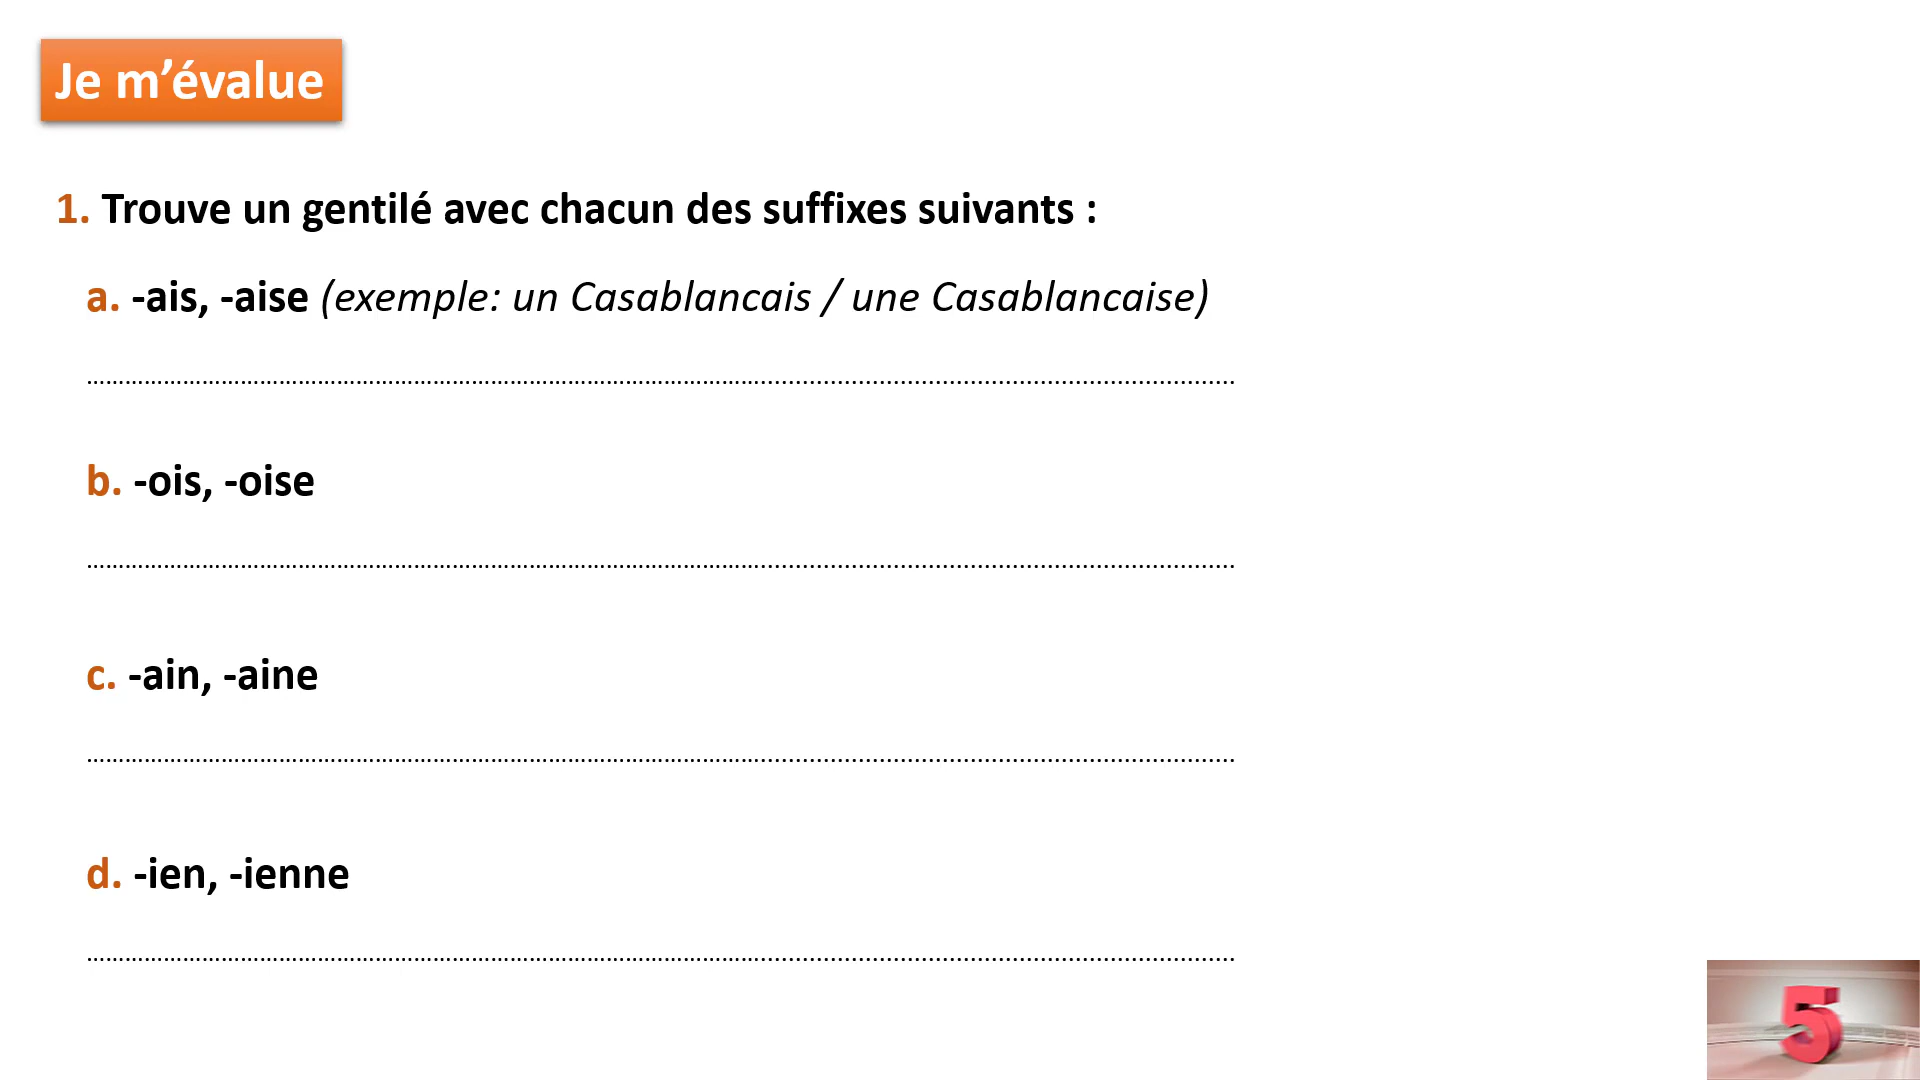 Je m’évalue
1. Trouve un gentilé avec chacun des suffixes suivants :
a. -ais, -aise (exemple: un Casablancais / une Casablancaise)
b. -ois, -oise
c. -ain, -aine
d. -ien, -ienne
5